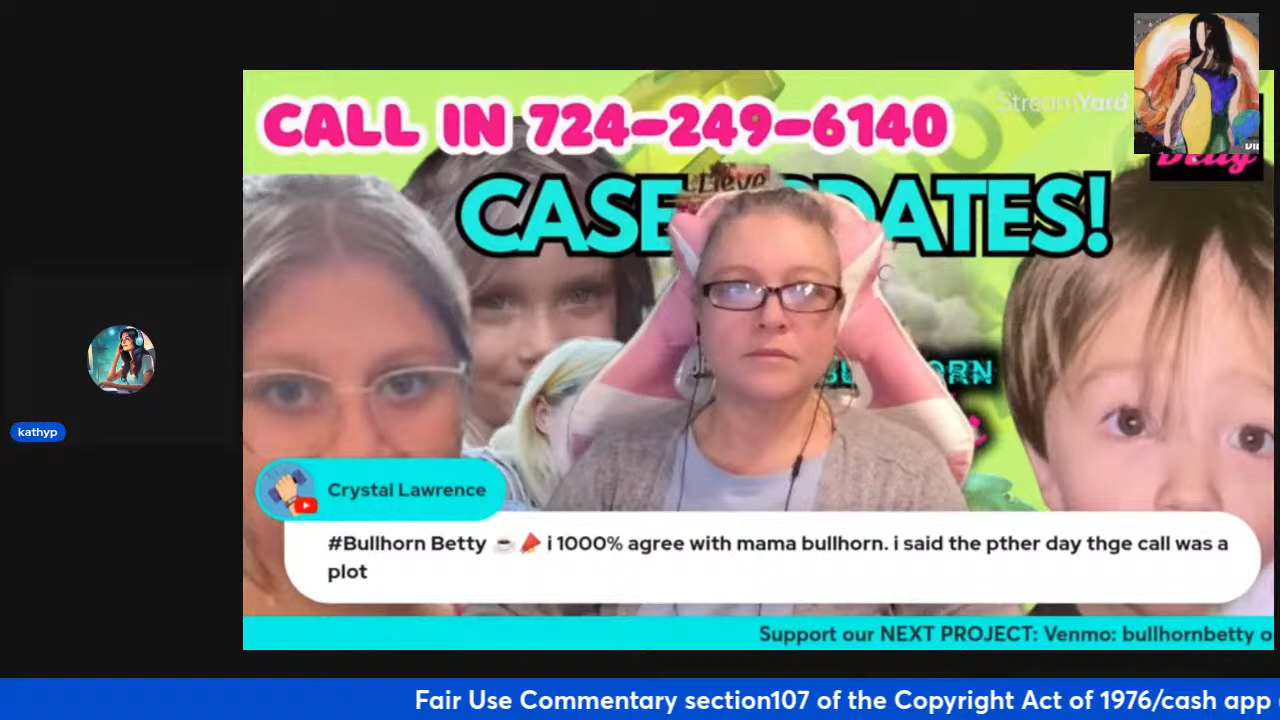 CALL IN 724-249-6140
StreamYard
Lieve
CASE DATES!
Betty
kathyp
Crystal Lawrence
#Bullhorn Betty ☕📣 i 1000% agree with mama bullhorn. i said the pther day thge call was a
plot
Support our NEXT PROJECT: Venmo: bullhornbetty o
Fair Use Commentary section107 of the Copyright Act of 1976/cash app